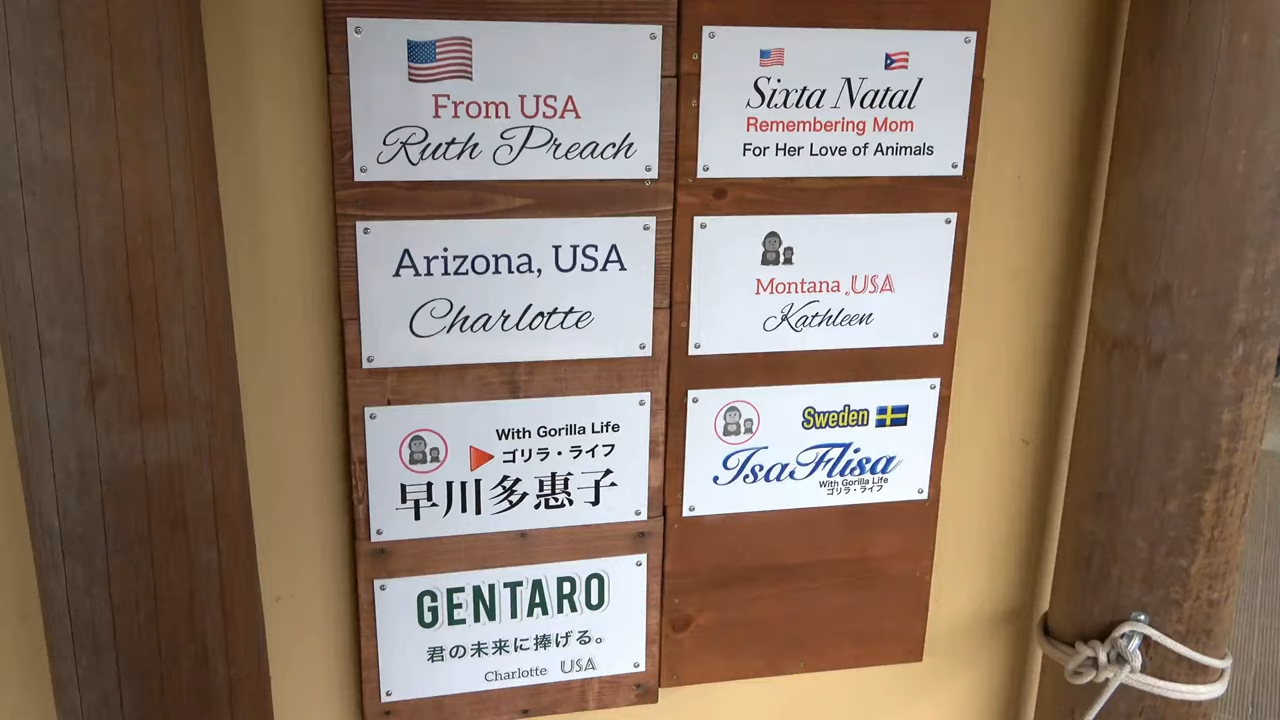 From USA
Ruth Preach
Arizona, USA
Charlotte
With Gorilla Life
ゴリラ・ライフ
早川多惠子
GENTARO
君の未来に捧げる。
Charlotte USA
Sixta Natal
Remembering Mom
For Her Love of Animals
Montana ,USA
Kathleen
Sweden
IsaFlisa
With Gorilla Life
ゴリラ・ライフ